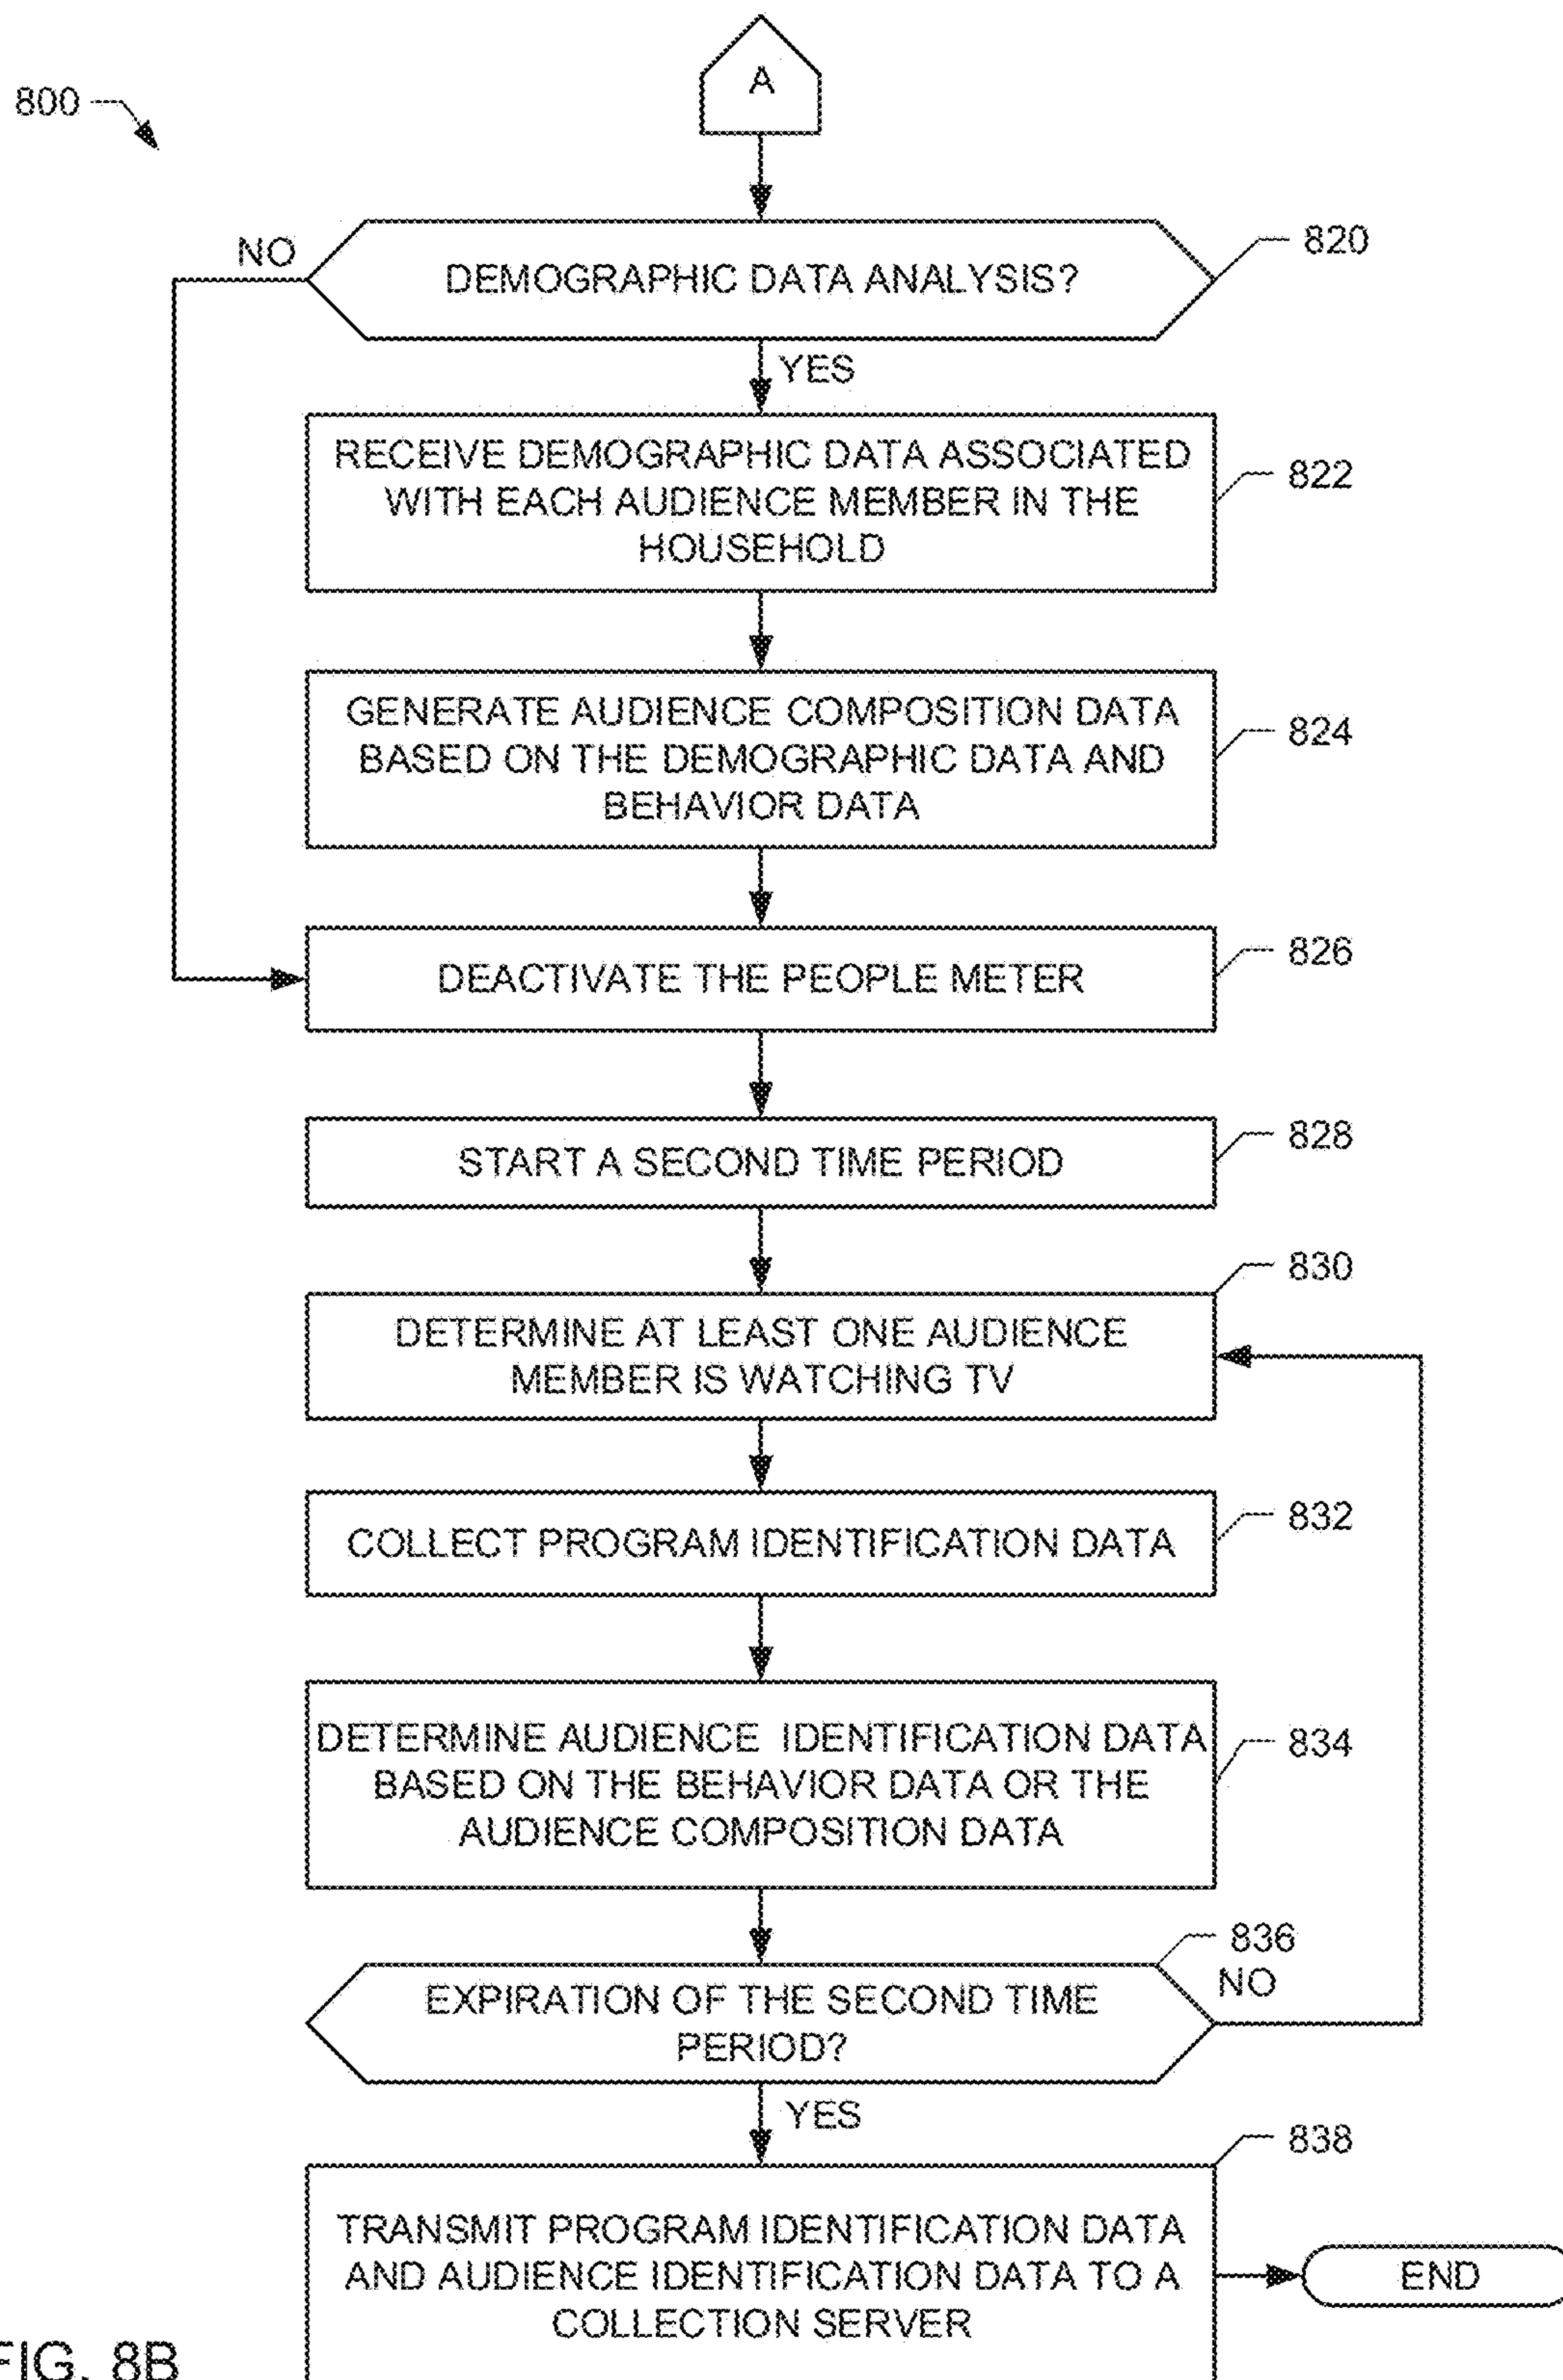 A
800
NO
DEMOGRAPHIC DATA ANALYSIS?
820
YES
RECEIVE DEMOGRAPHIC DATA ASSOCIATED
WITH EACH AUDIENCE MEMBER IN THE
HOUSEHOLD
822
GENERATE AUDIENCE COMPOSITION DATA
BASED ON THE DEMOGRAPHIC DATA AND
BEHAVIOR DATA
824
DEACTIVATE THE PEOPLE METER
826
START A SECOND TIME PERIOD
828
DETERMINE AT LEAST ONE AUDIENCE
MEMBER IS WATCHING TV
830
COLLECT PROGRAM IDENTIFICATION DATA
832
DETERMINE AUDIENCE IDENTIFICATION DATA
BASED ON THE BEHAVIOR DATA OR THE
AUDIENCE COMPOSITION DATA
834
EXPIRATION OF THE SECOND TIME
PERIOD?
836
NO
YES
TRANSMIT PROGRAM IDENTIFICATION DATA
AND AUDIENCE IDENTIFICATION DATA TO A
COLLECTION SERVER
838
END
FIG. 8B